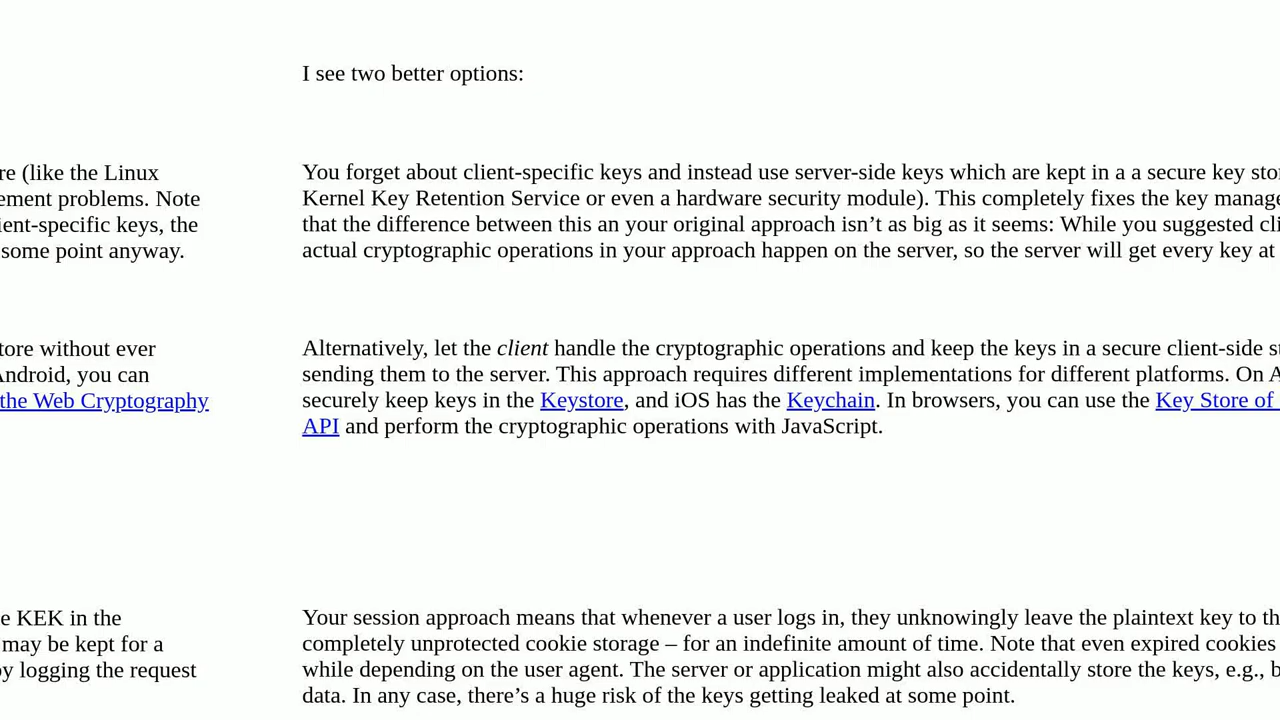 re (like the Linux
ement problems. Note
ient-specific keys, the
some point anyway.
tore without ever
Android, you can
the Web Cryptography
e KEK in the
may be kept for a
by logging the request
I see two better options:
You forget about client-specific keys and instead use server-side keys which are kept in a a secure key sto
Kernel Key Retention Service or even a hardware security module). This completely fixes the key manage
that the difference between this an your original approach isn’t as big as it seems: While you suggested cli
actual cryptographic operations in your approach happen on the server, so the server will get every key at
Alternatively, let the client handle the cryptographic operations and keep the keys in a secure client-side st
sending them to the server. This approach requires different implementations for different platforms. On A
securely keep keys in the Keystore, and iOS has the Keychain. In browsers, you can use the Key Store of
API and perform the cryptographic operations with JavaScript.
Your session approach means that whenever a user logs in, they unknowingly leave the plaintext key to th
completely unprotected cookie storage – for an indefinite amount of time. Note that even expired cookies
while depending on the user agent. The server or application might also accidentally store the keys, e.g., b
data. In any case, there’s a huge risk of the keys getting leaked at some point.